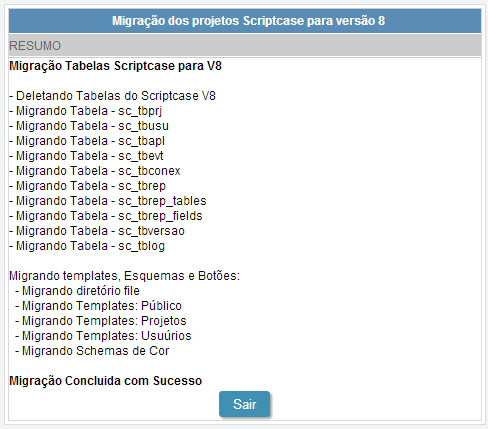 Migração dos projetos Scriptcase para versão 8
RESUMO
Migração Tabelas Scriptcase para V8
- Deletando Tabelas do Scriptcase V8
- Migrando Tabela - sc_tbprj
- Migrando Tabela - sc_tbusu
- Migrando Tabela - sc_tbapl
- Migrando Tabela - sc_tbevt
- Migrando Tabela - sc_tbconex
- Migrando Tabela - sc_tbrep
- Migrando Tabela - sc_tbrep_tables
- Migrando Tabela - sc_tbrep_fields
- Migrando Tabela - sc_tbversao
- Migrando Tabela - sc_tblog
Migrando templates, Esquemas e Botões:
- Migrando diretório file
- Migrando Templates: Público
- Migrando Templates: Projetos
- Migrando Templates: Usuúrios
- Migrando Schemas de Cor
Migração Concluida com Sucesso
Sair